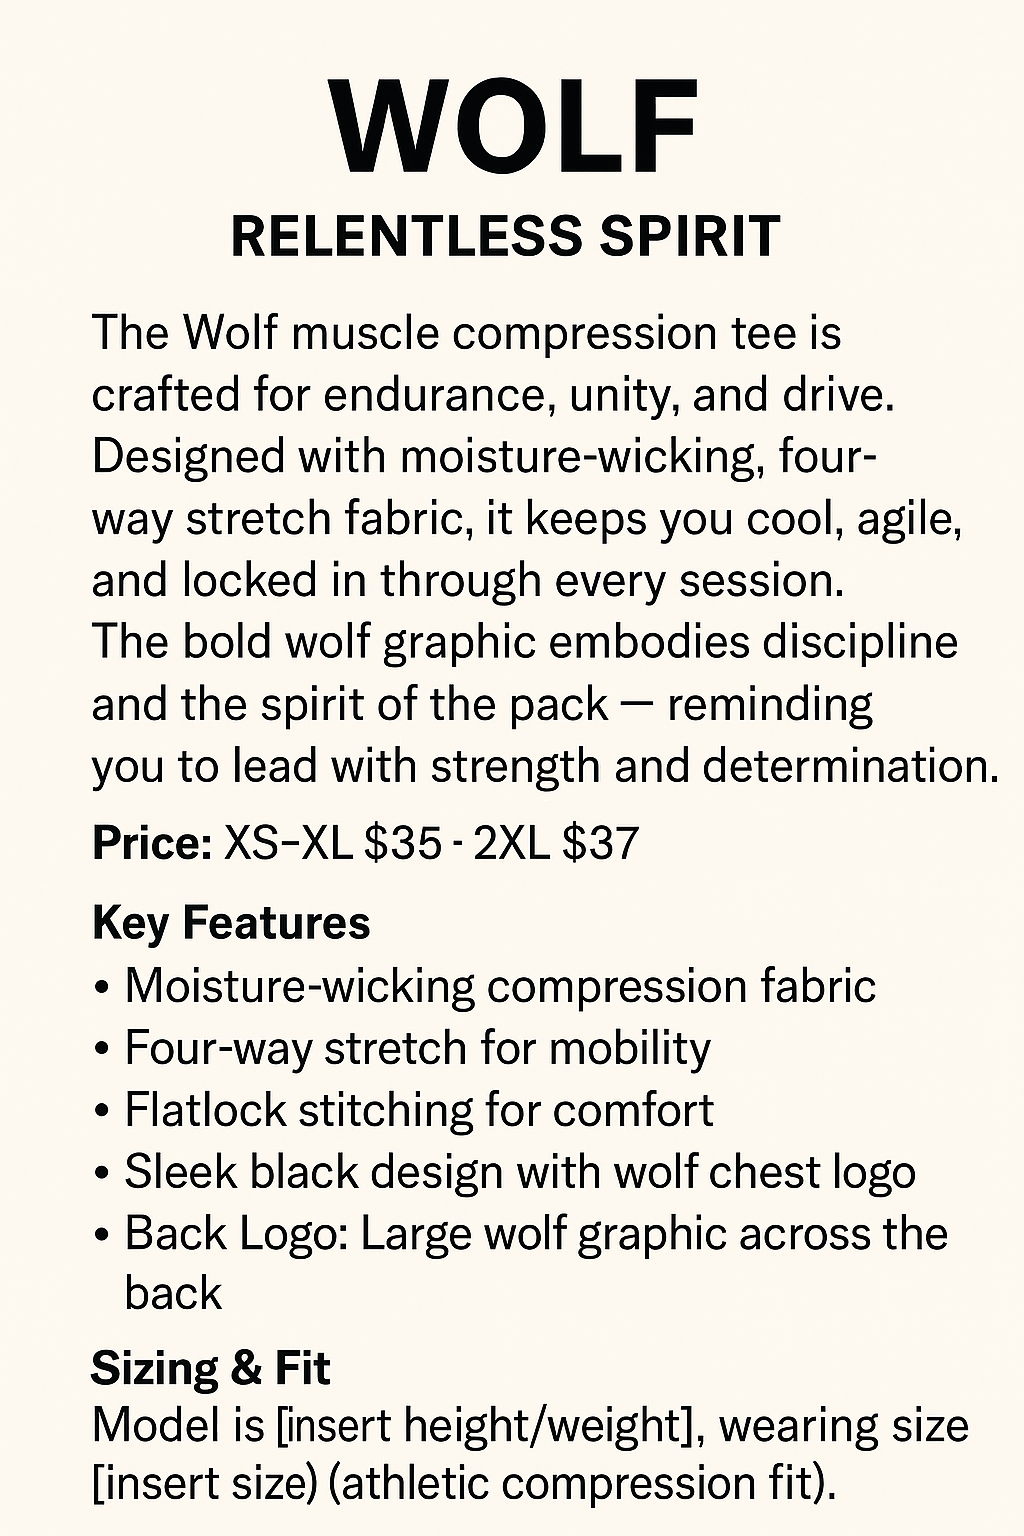 WOLF
RELENTLESS SPIRIT
The Wolf muscle compression tee is
crafted for endurance, unity, and drive.
Designed with moisture-wicking, four-
way stretch fabric, it keeps you cool, agile,
and locked in through every session.
The bold wolf graphic embodies discipline
and the spirit of the pack — reminding
you to lead with strength and determination.
Price: XS–XL $35 - 2XL $37
Key Features
• Moisture-wicking compression fabric
• Four-way stretch for mobility
• Flatlock stitching for comfort
• Sleek black design with wolf chest logo
• Back Logo: Large wolf graphic across the
back
Sizing & Fit
Model is [insert height/weight], wearing size
[insert size) (athletic compression fit).